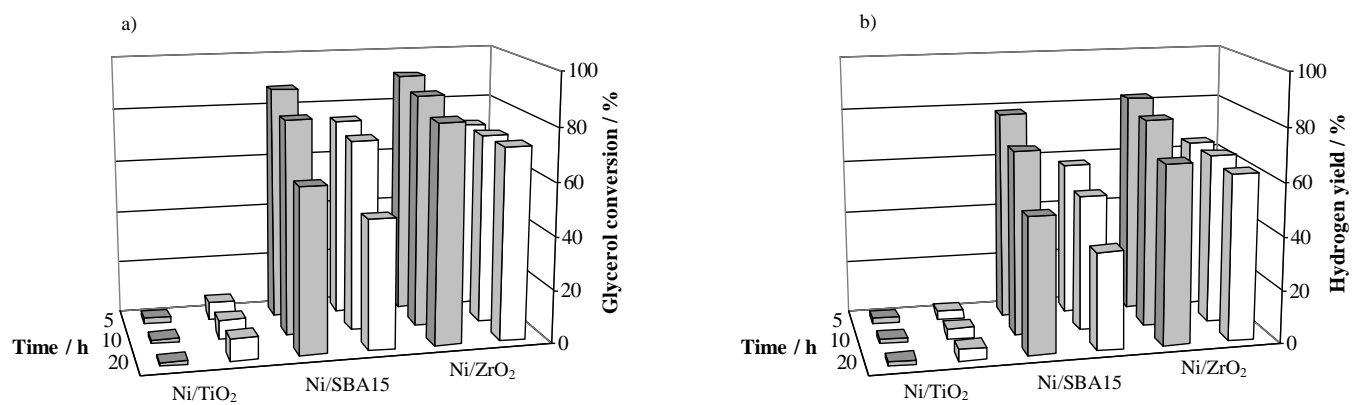 a)
100
80
60
40
20
0
Glycerol conversion / %
5
10
20
Time / h
Ni/TiO₂
Ni/SBA15
Ni/ZrO₂
b)
100
80
60
40
20
0
Hydrogen yield / %
5
10
20
Time / h
Ni/TiO₂
Ni/SBA15
Ni/ZrO₂